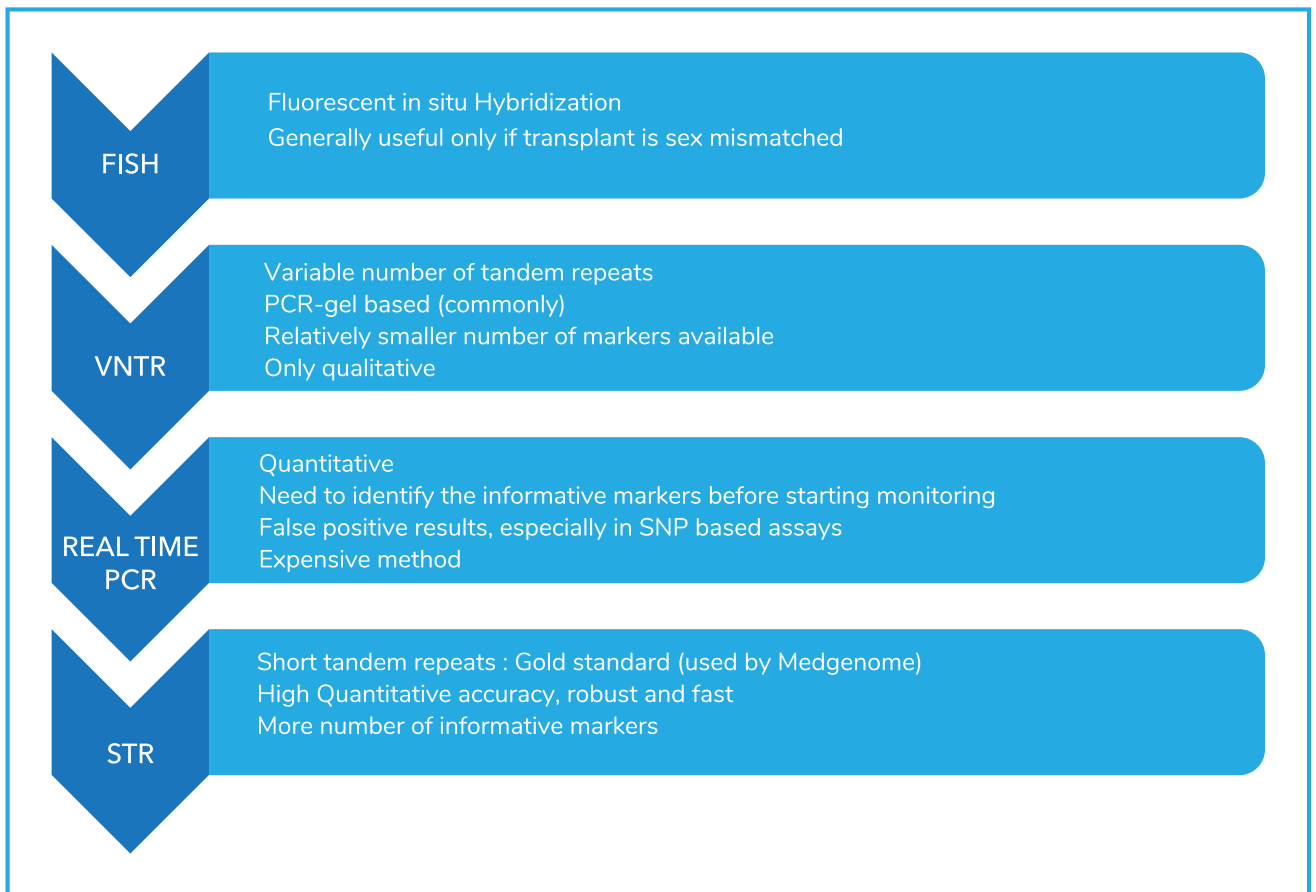 FISH
Fluorescent in situ Hybridization
Generally useful only if transplant is sex mismatched
VNTR
Variable number of tandem repeats
PCR-gel based (commonly)
Relatively smaller number of markers available
Only qualitative
REAL TIME
PCR
Quantitative
Need to identify the informative markers before starting monitoring
False positive results, especially in SNP based assays
Expensive method
STR
Short tandem repeats : Gold standard (used by Medgenome)
High Quantitative accuracy, robust and fast
More number of informative markers